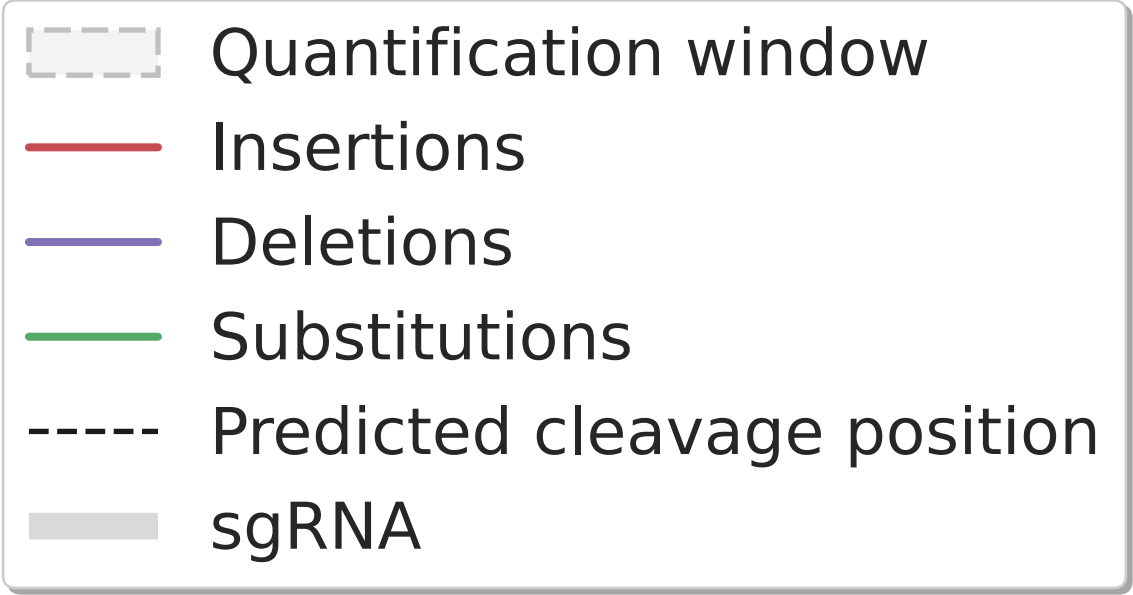 Quantification window
Insertions
Deletions
Substitutions
Predicted cleavage position
sgRNA